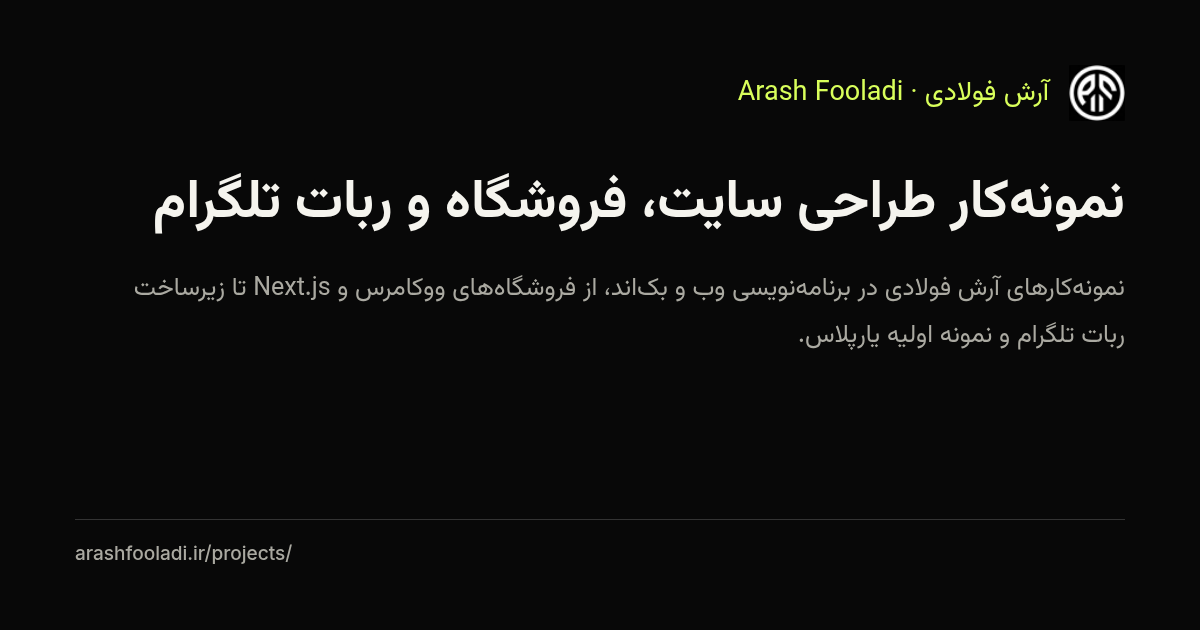 آرش فولادی · Arash Fooladi
نمونه‌کار طراحی سایت، فروشگاه و ربات تلگرام
نمونه‌کارهای آرش فولادی در برنامه‌نویسی وب و بک‌اند، از فروشگاه‌های ووکامرس و Next.js تا زیرساخت
ربات تلگرام و نمونه اولیه یارپلاس.
arashfooladi.ir/projects/